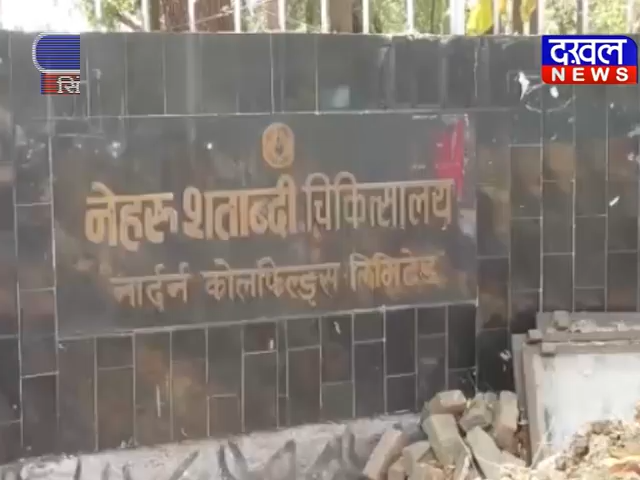 दखल
NEWS
सिं
नेहरू शताब्दी चिकित्सालय
नार्दर्न कोलफिल्ड्स लिमिटेड